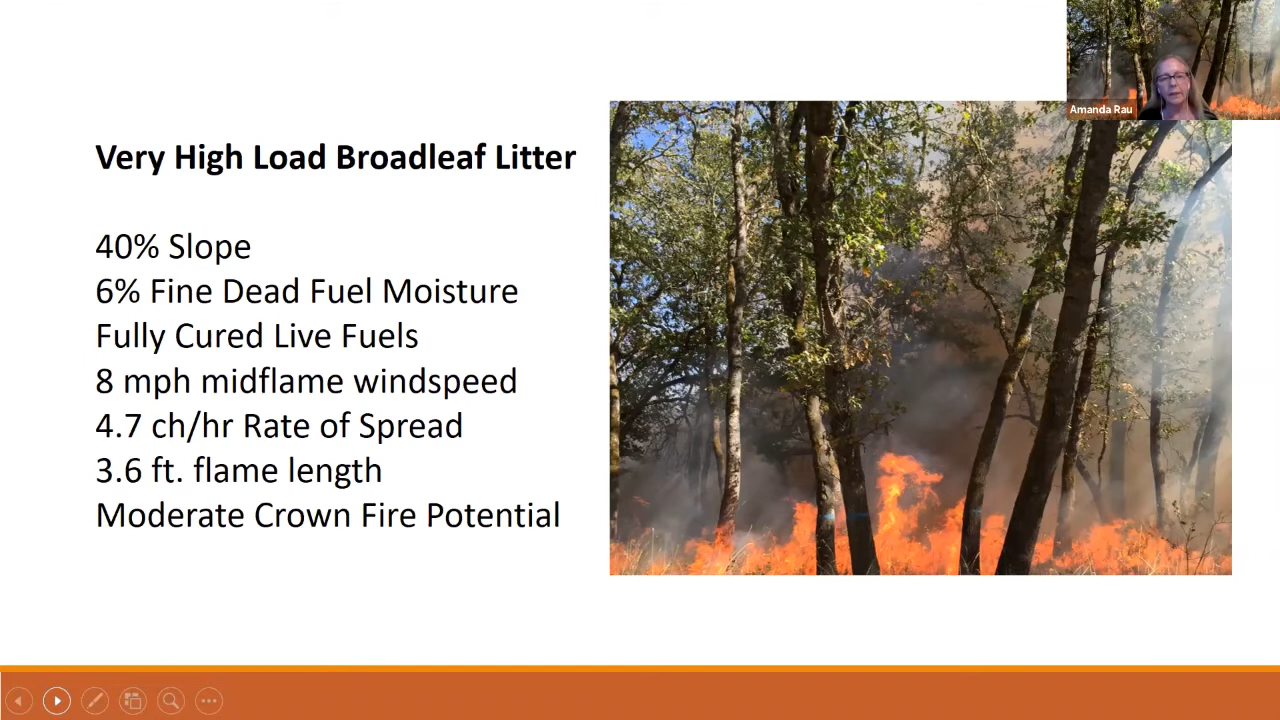 Amanda Rau
Very High Load Broadleaf Litter
40% Slope
6% Fine Dead Fuel Moisture
Fully Cured Live Fuels
8 mph midflame windspeed
4.7 ch/hr Rate of Spread
3.6 ft. flame length
Moderate Crown Fire Potential